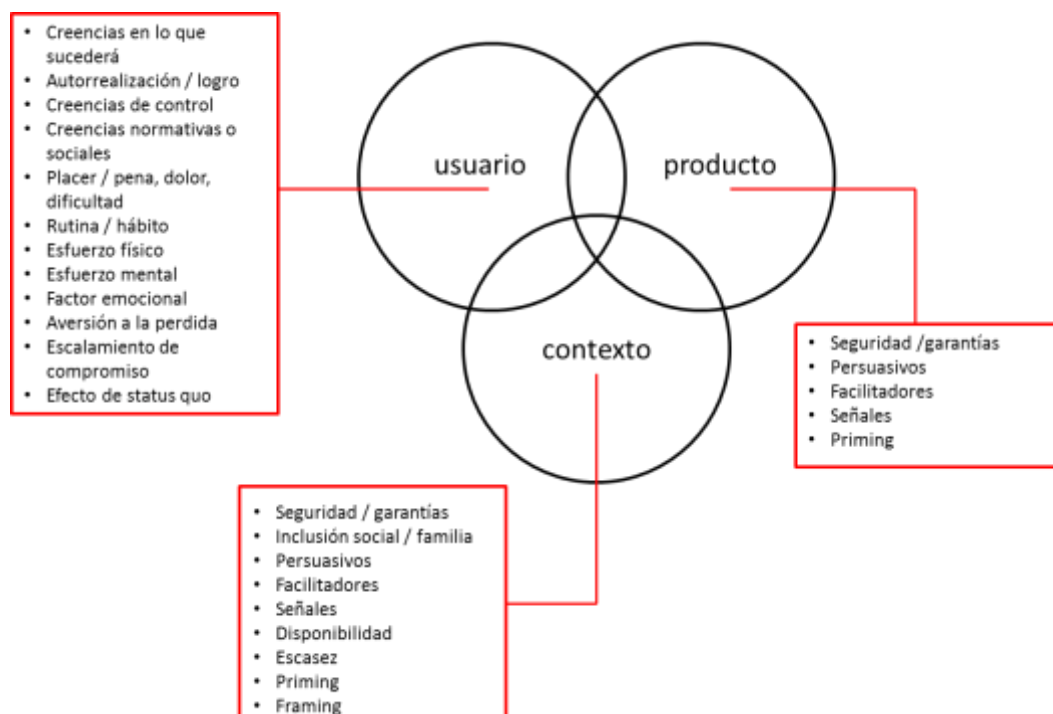 • Creencias en lo que
sucederá
• Autorrealización / logro
• Creencias de control
• Creencias normativas o
sociales
• Placer / pena, dolor,
dificultad
• Rutina / hábito
• Esfuerzo físico
• Esfuerzo mental
• Factor emocional
• Aversión a la perdida
• Escalamiento de
compromiso
• Efecto de status quo
usuario
producto
contexto
• Seguridad /garantías
• Persuasivos
• Facilitadores
• Señales
• Priming
• Seguridad / garantías
• Inclusión social / familia
• Persuasivos
• Facilitadores
• Señales
• Disponibilidad
• Escasez
• Priming
• Framing